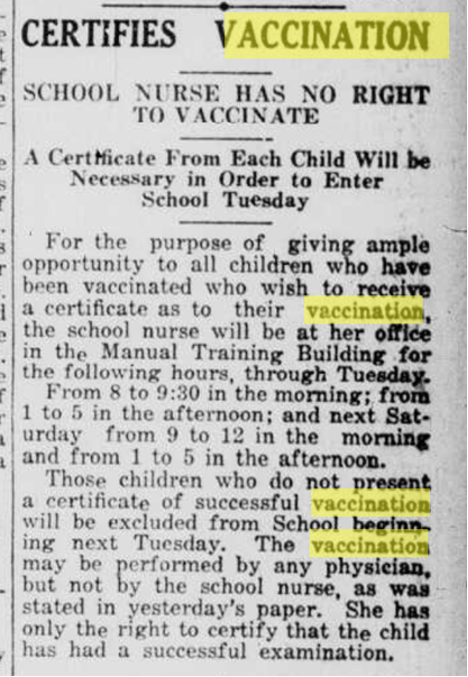 CERTIFIES VACCINATION
SCHOOL NURSE HAS NO RIGHT
TO VACCINATE
A Certificate From Each Child Will be
Necessary in Order to Enter
School Tuesday
For the purpose of giving ample
opportunity to all children who have
been vaccinated who wish to receive
a certificate as to their vaccination,
the school nurse will be at her office
in the Manual Training Building for
the following hours, through Tuesday.
From 8 to 9:30 in the morning; from
1 to 5 in the afternoon; and next Sat-
urday from 9 to 12 in the morning
and from 1 to 5 in the afternoon.
Those children who do not present
a certificate of successful vaccination
will be excluded from School beginn-
ing next Tuesday. The vaccination
may be performed by any physician,
but not by the school nurse, as was
stated in yesterday's paper. She has
only the right to certify that the child
has had a successful examination.